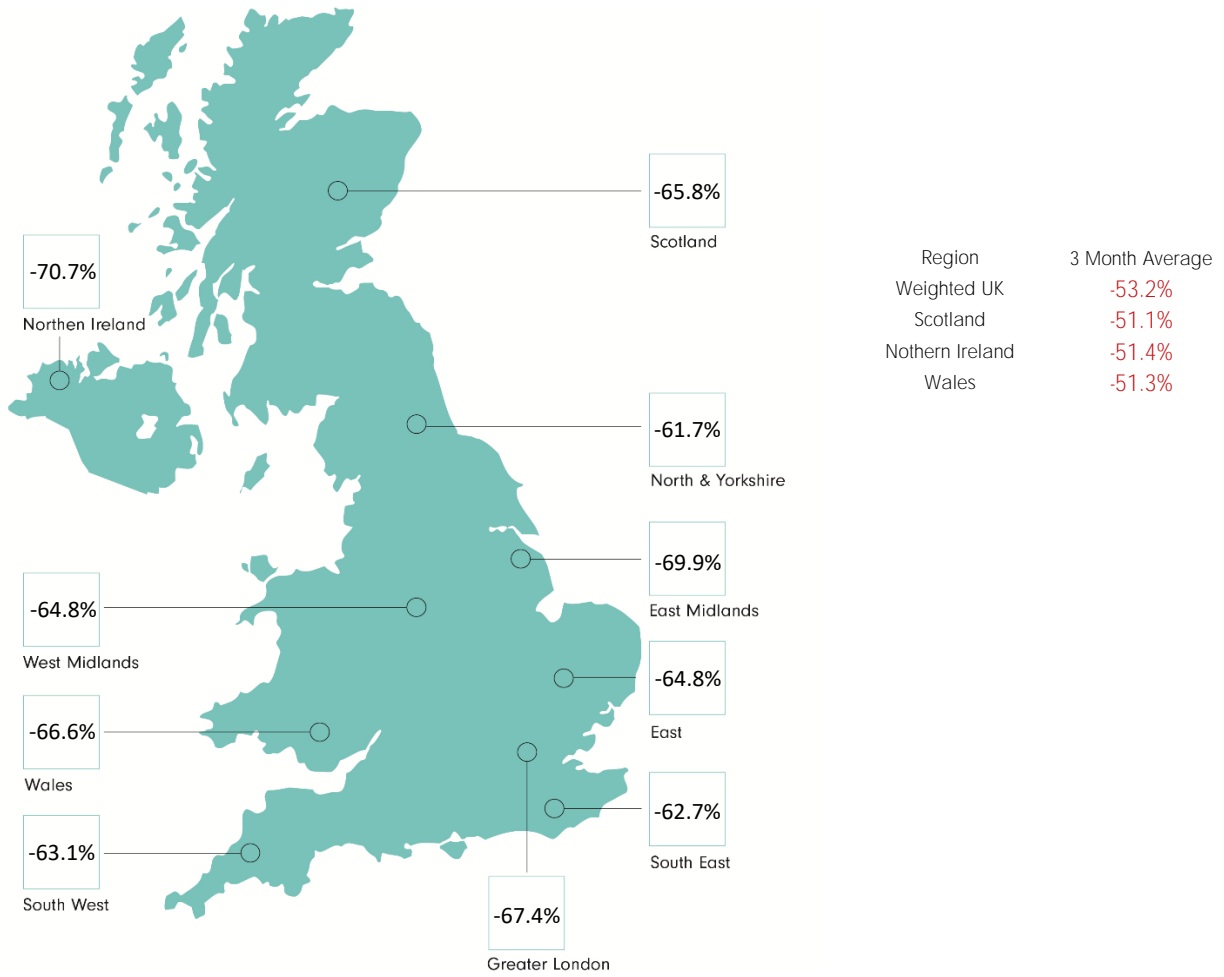 -65.8%
Scotland
-70.7%
Northen Ireland
-61.7%
North & Yorkshire
-69.9%
East Midlands
-64.8%
West Midlands
-64.8%
East
-66.6%
Wales
-62.7%
South East
-63.1%
South West
-67.4%
Greater London
Region 3 Month Average
Weighted UK -53.2%
Scotland -51.1%
Nothern Ireland -51.4%
Wales -51.3%